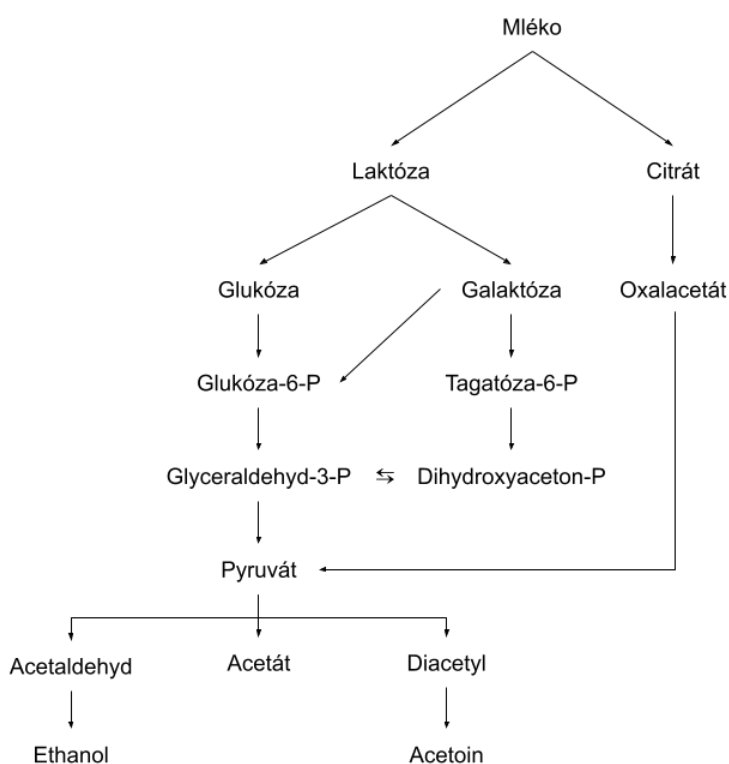 Mléko
Laktóza Citrát
Glukóza Galaktóza Oxalacetát
Glukóza-6-P Tagatóza-6-P
Glyceraldehyd-3-P ⇆ Dihydroxyaceton-P
Pyruvát
Acetaldehyd Acetát Diacetyl
Ethanol Acetoin